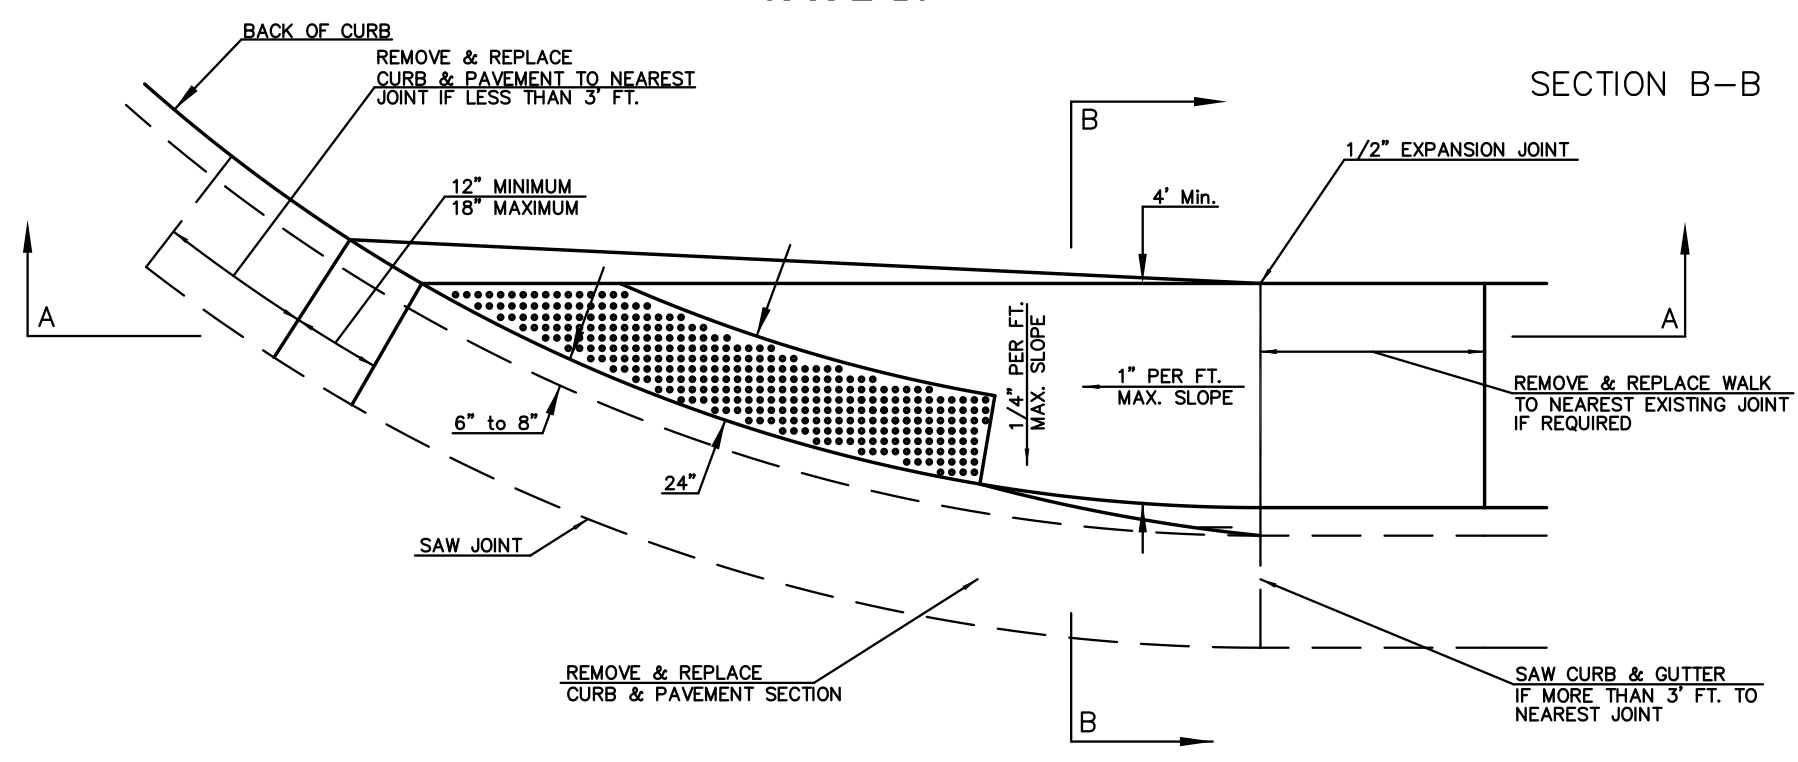 BACK OF CURB
REMOVE & REPLACE
CURB & PAVEMENT TO NEAREST
JOINT IF LESS THAN 3' FT.
SECTION B-B
B
1/2" EXPANSION JOINT
12" MINIMUM
18" MAXIMUM
4' Min.
A
A
1/4" PER FT.
MAX. SLOPE
1" PER FT.
MAX. SLOPE
REMOVE & REPLACE WALK
TO NEAREST EXISTING JOINT
IF REQUIRED
6" to 8"
24"
SAW JOINT
REMOVE & REPLACE
CURB & PAVEMENT SECTION
SAW CURB & GUTTER
IF MORE THAN 3' FT. TO
NEAREST JOINT
B